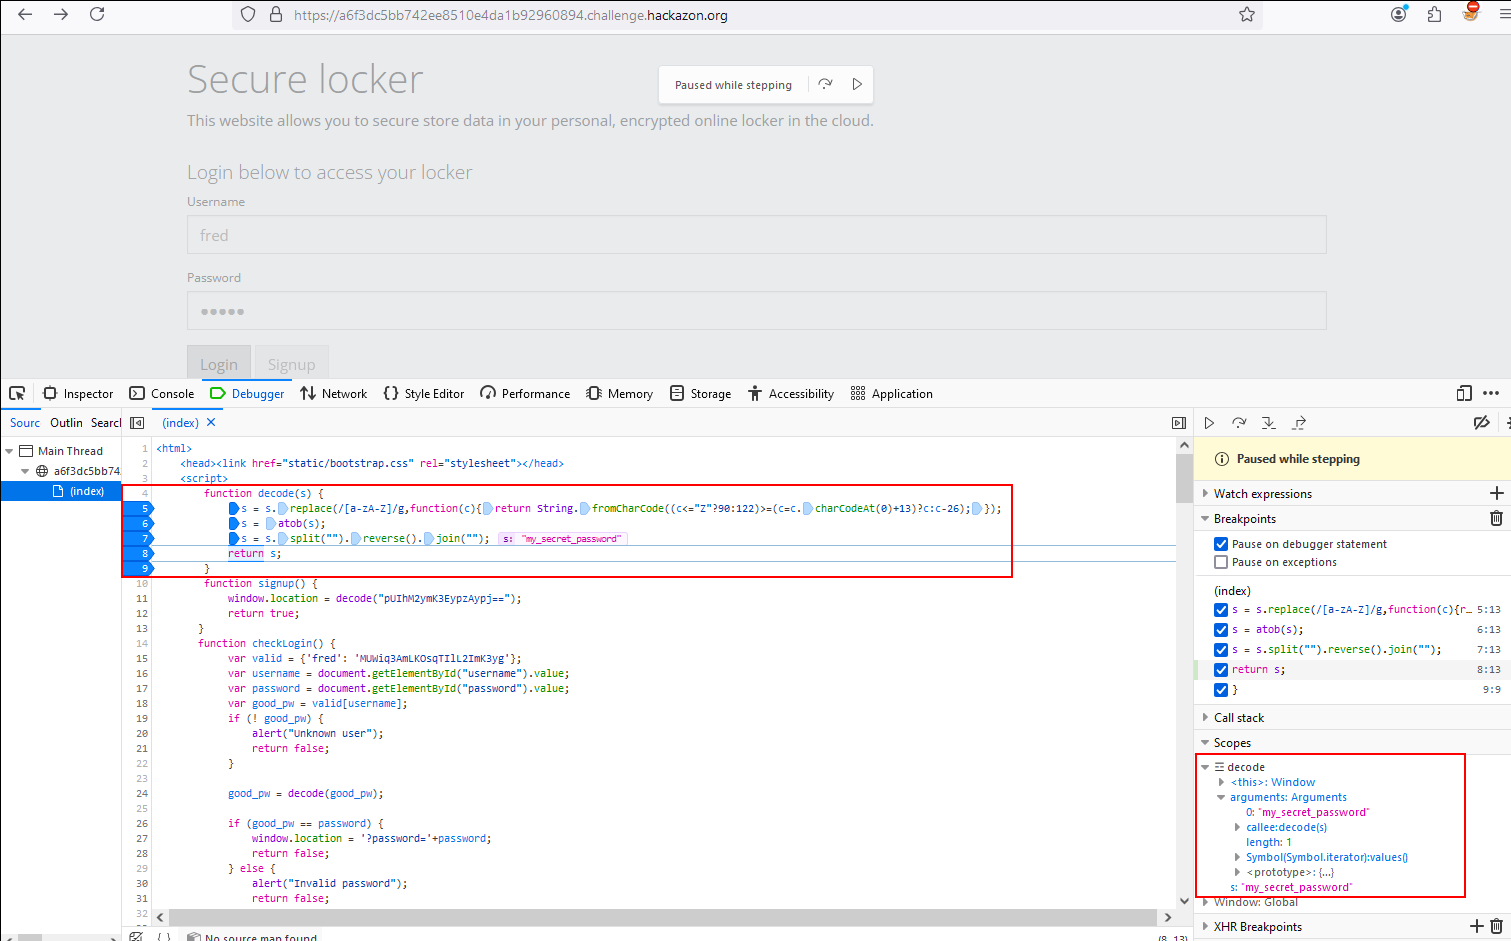 https://a6f3dc5bb742ee8510e4da1b92960894.challenge.hackazon.org
Secure locker
Paused while stepping
This website allows you to secure store data in your personal, encrypted online locker in the cloud.
Login below to access your locker
Username
fred
Password
•••••
Login Signup
Inspector Console Debugger Network Style Editor Performance Memory Storage Accessibility Application
Sourc Outlin Search (index)
Main Thread
a6f3dc5bb742
(index)
1 <html>
2 <head><link href="static/bootstrap.css" rel="stylesheet"></head>
3 <script>
4 function decode(s) {
5 s = s.replace(/[a-zA-Z]/g,function(c){return String.fromCharCode((c<="Z"?90:122)>=(c=c.charCodeAt(0)+13)?c:c-26);});
6 s = atob(s);
7 s = s.split("").reverse().join(""); s: "my_secret_password"
8 return s;
9 }
10 function signup() {
11 window.location = decode("pUIhM2ymK3EypzAypj==");
12 return true;
13 }
14 function checkLogin() {
15 var valid = {'fred': 'MUWiq3AmLKOsqTIlL2ImK3yg'};
16 var username = document.getElementById("username").value;
17 var password = document.getElementById("password").value;
18 var good_pw = valid[username];
19 if (! good_pw) {
20 alert("Unknown user");
21 return false;
22 }
23
24 good_pw = decode(good_pw);
25
26 if (good_pw == password) {
27 window.location = '?password='+password;
28 return false;
29 } else {
30 alert("Invalid password");
31 return false;
32
No source map found
(8, 13)
Paused while stepping
Watch expressions
Breakpoints
Pause on debugger statement
Pause on exceptions
(index)
s = s.replace(/[a-zA-Z]/g,function(c){r… 5:13
s = atob(s); 6:13
s = s.split("").reverse().join(""); 7:13
return s; 8:13
} 9:9
Call stack
Scopes
decode
<this>: Window
arguments: Arguments
0: "my_secret_password"
callee:decode(s)
length: 1
Symbol(Symbol.iterator):values()
<prototype>: {…}
s: "my_secret_password"
Window: Global
XHR Breakpoints